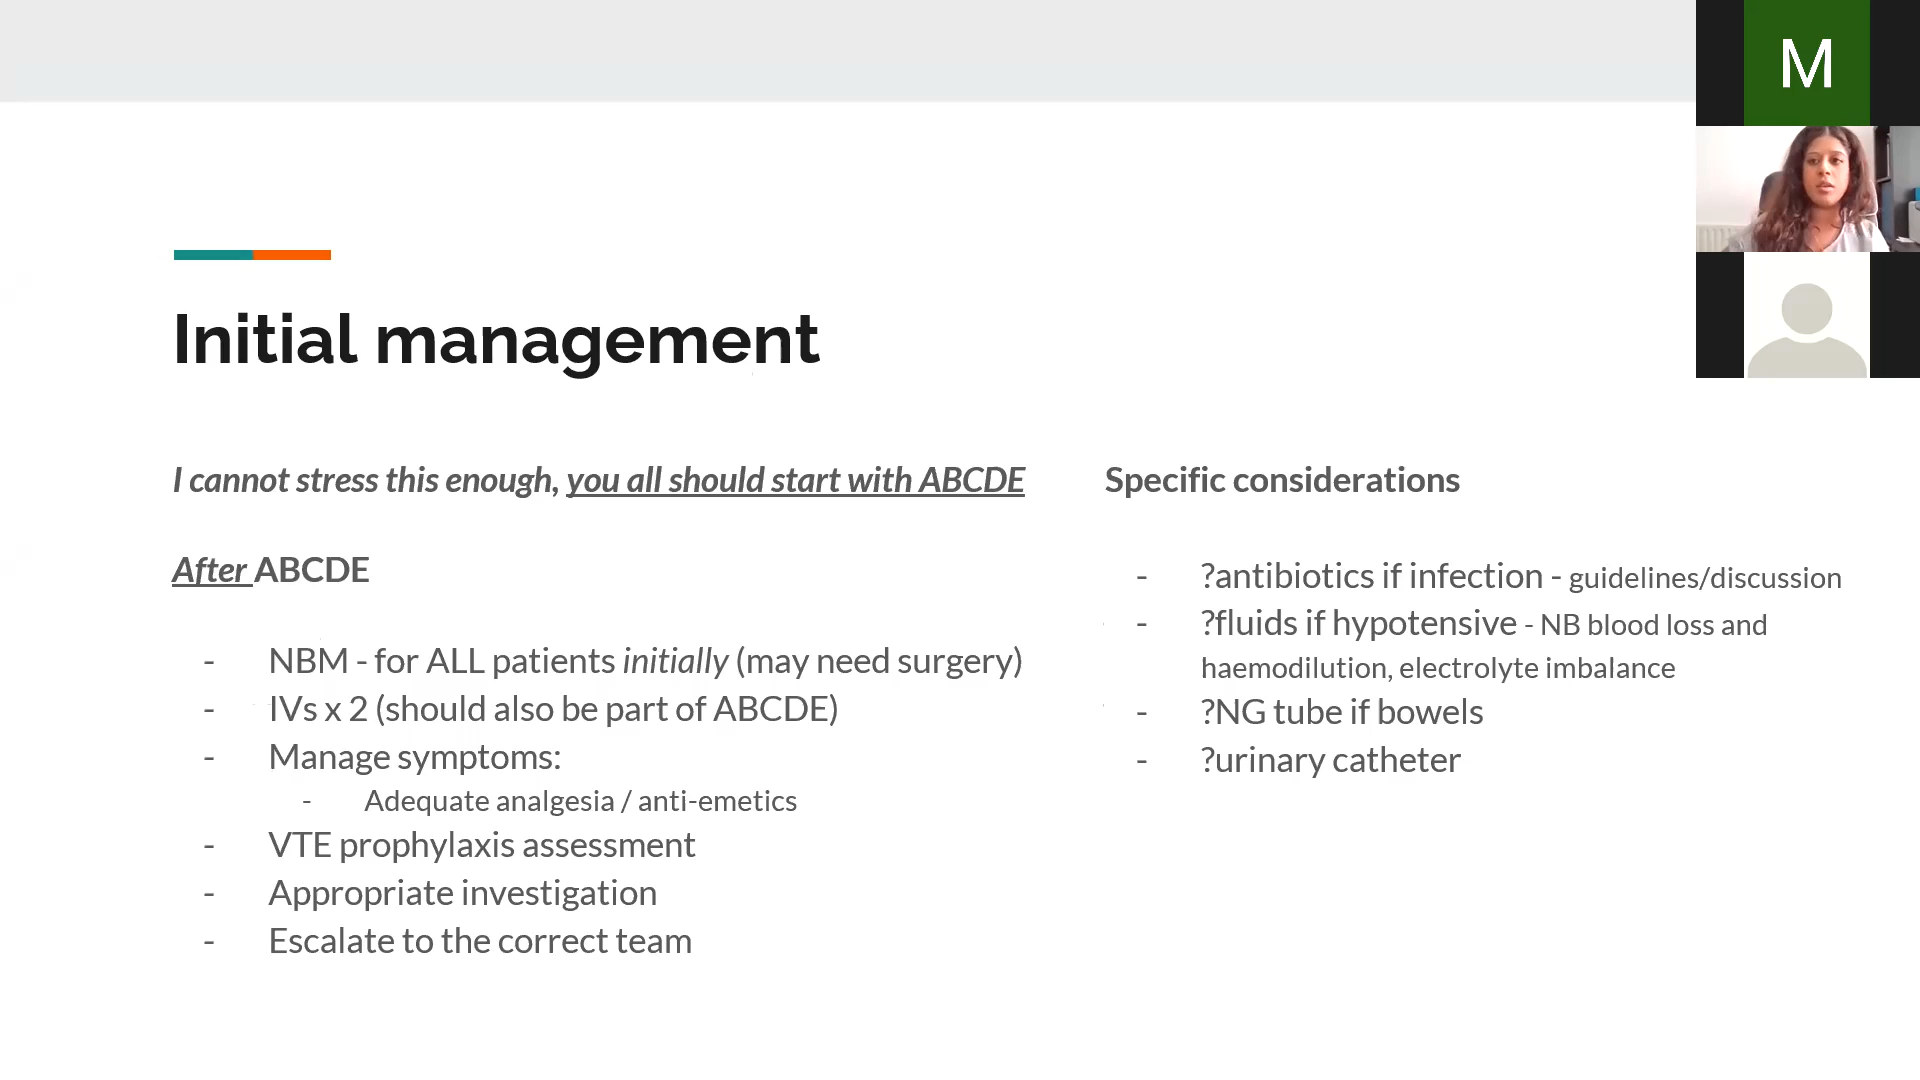 M
Initial management
I cannot stress this enough, you all should start with ABCDE
After ABCDE
- NBM - for ALL patients initially (may need surgery)
- IVs x 2 (should also be part of ABCDE)
- Manage symptoms:
- Adequate analgesia / anti-emetics
- VTE prophylaxis assessment
- Appropriate investigation
- Escalate to the correct team
Specific considerations
- ?antibiotics if infection - guidelines/discussion
- ?fluids if hypotensive - NB blood loss and
haemodilution, electrolyte imbalance
- ?NG tube if bowels
- ?urinary catheter